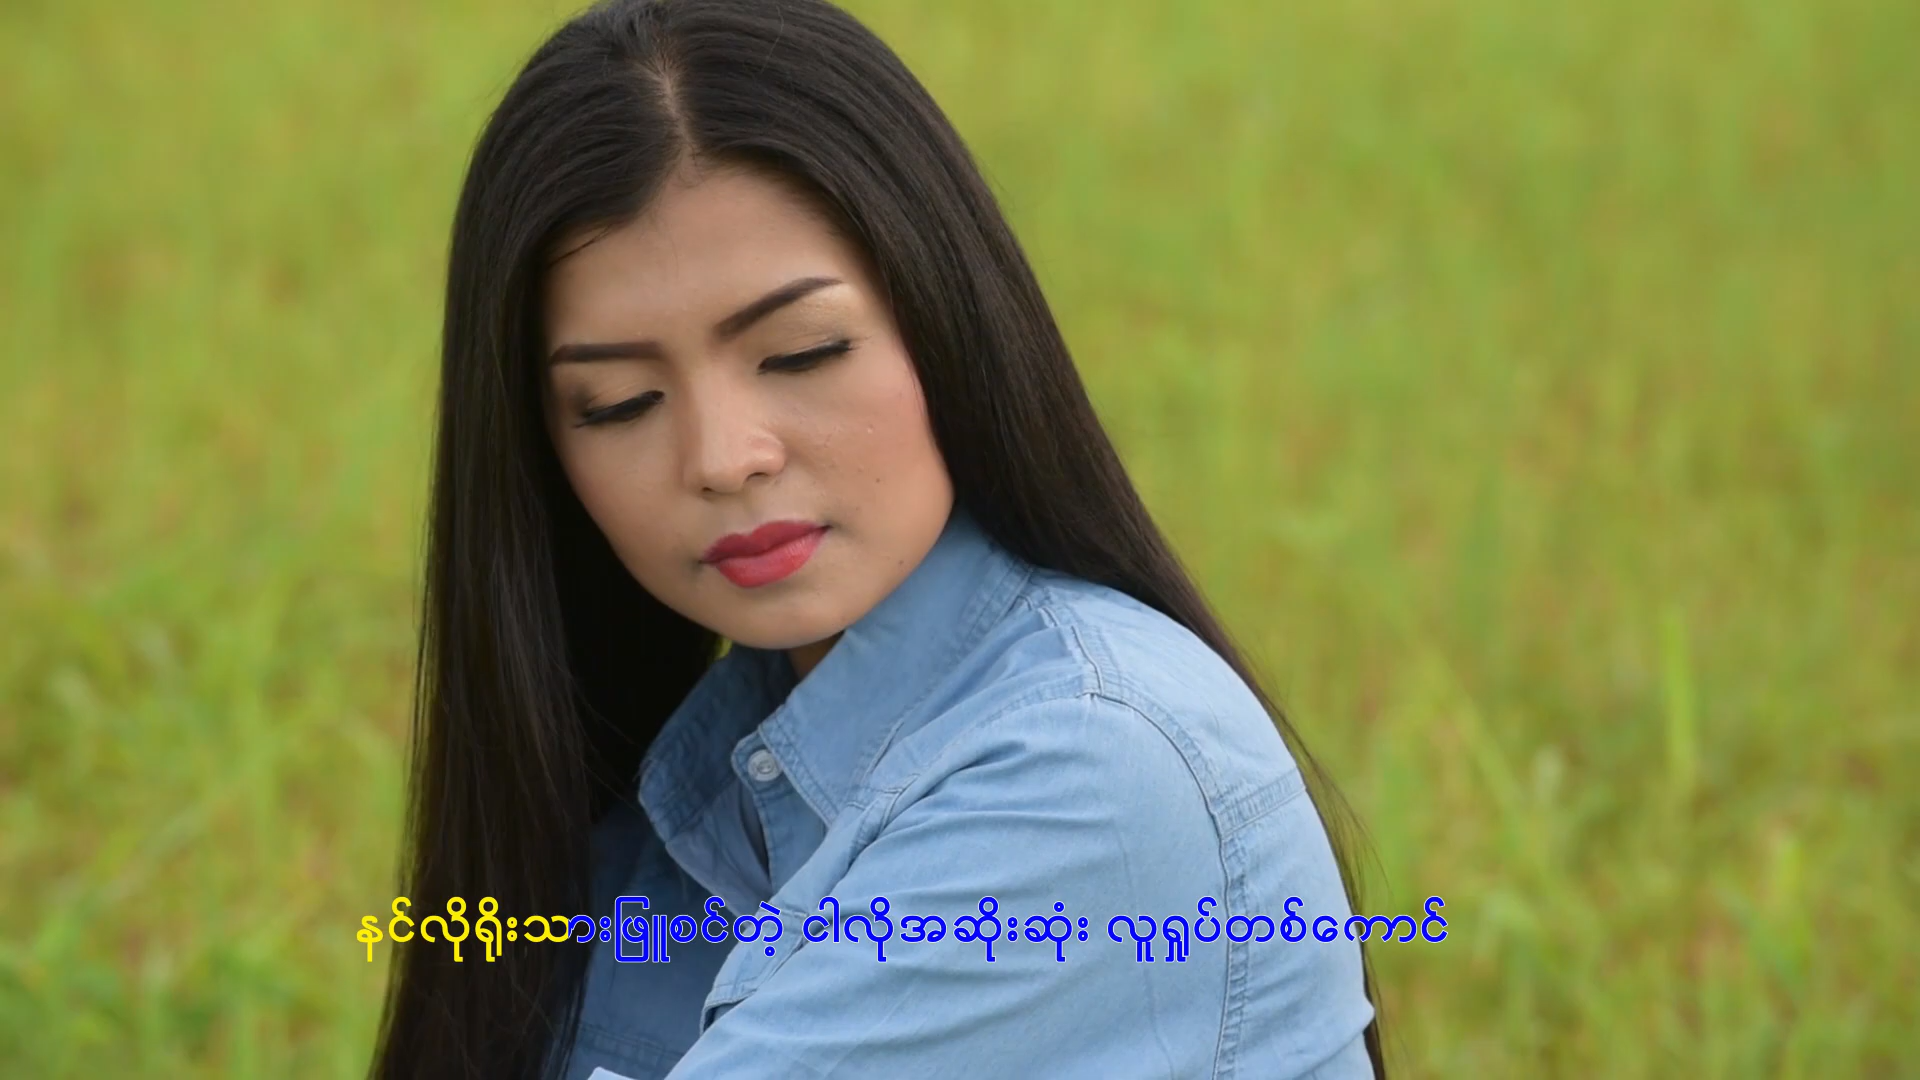 နင်လိုရိုးသားဖြူစင်တဲ့ ငါလိုအဆိုးဆုံး လူရှုပ်တစ်ကောင်